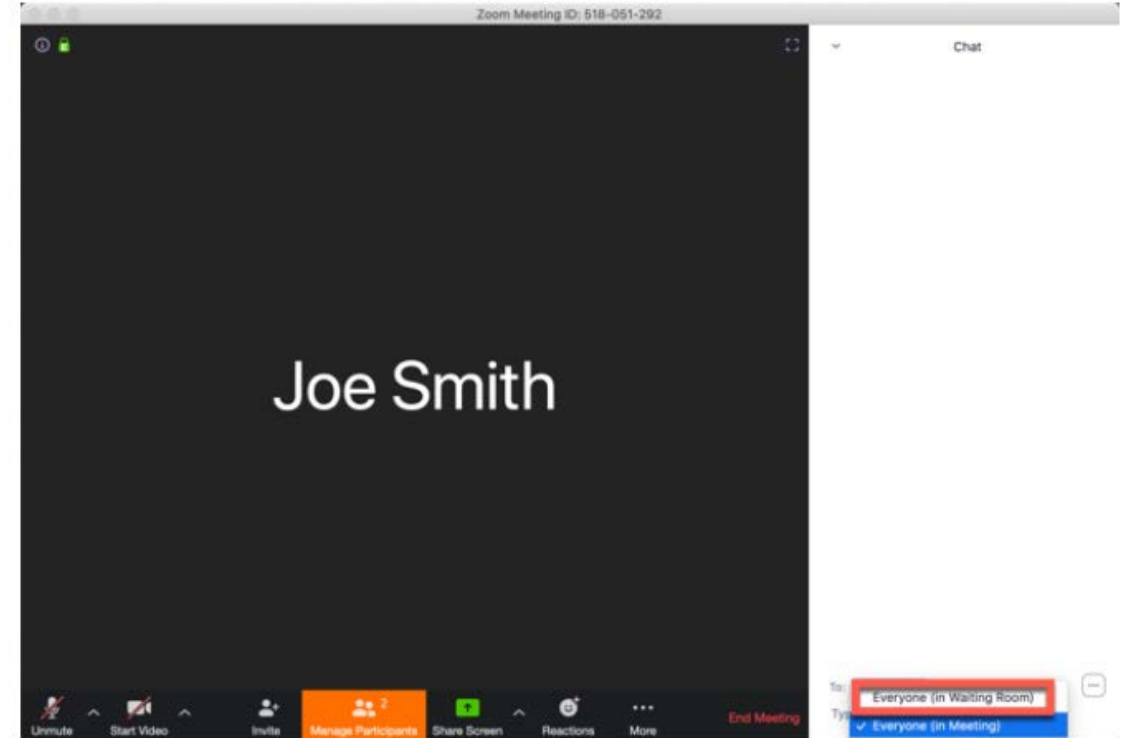 Zoom Meeting ID: 518-051-292
Chat
Joe Smith
To:
Everyone (in Waiting Room)
✓ Everyone (in Meeting)
Unmute
Start Video
Invite
2
Manage Participants
Share Screen
Reactions
More
End Meeting